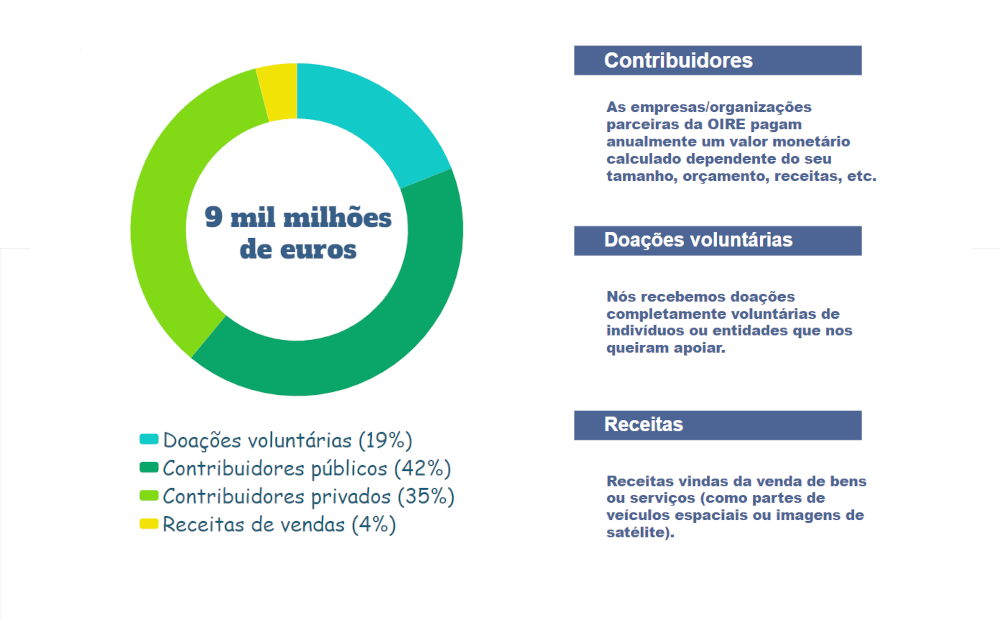 9 mil milhões
de euros
Doações voluntárias (19%)
Contribuidores públicos (42%)
Contribuidores privados (35%)
Receitas de vendas (4%)
Contribuidores
As empresas/organizações
parceiras da OIRE pagam
anualmente um valor monetário
calculado dependente do seu
tamanho, orçamento, receitas, etc.
Doações voluntárias
Nós recebemos doações
completamente voluntárias de
indivíduos ou entidades que nos
queiram apoiar.
Receitas
Receitas vindas da venda de bens
ou serviços (como partes de
veículos espaciais ou imagens de
satélite).